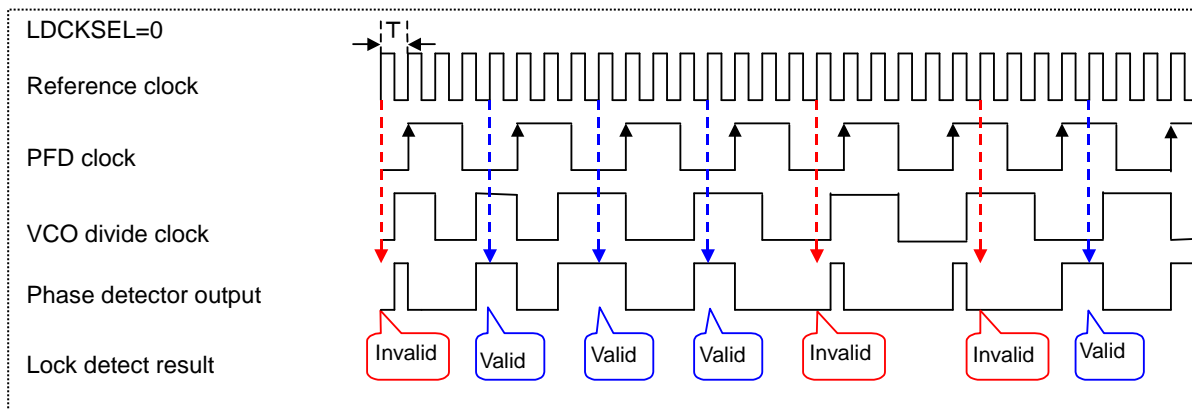 LDCKSEL=0
T
Reference clock
PFD clock
VCO divide clock
Phase detector output
Lock detect result
Invalid
Valid
Valid
Valid
Invalid
Invalid
Valid